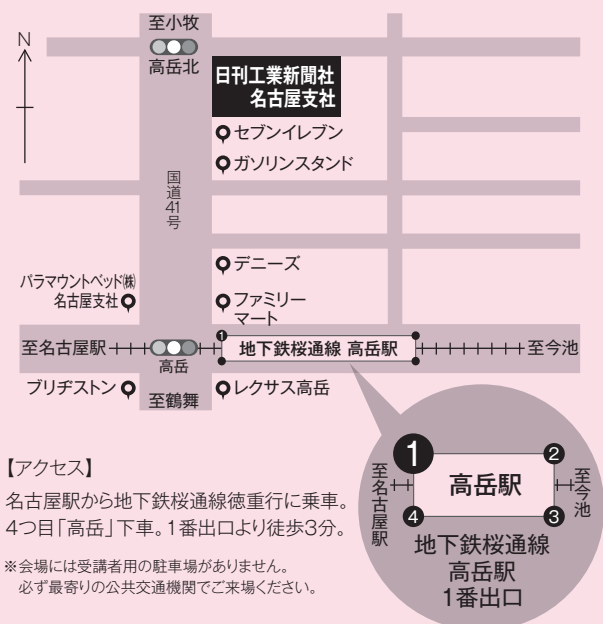 至小牧
N
高岳北
日刊工業新聞社
名古屋支社
セブンイレブン
ガソリンスタンド
国道41号
デニーズ
パラマウントベッド㈱
名古屋支社
ファミリー
マート
至名古屋駅
1
地下鉄桜通線 高岳駅
至今池
高岳
ブリヂストン
至鶴舞
レクサス高岳
【アクセス】
名古屋駅から地下鉄桜通線徳重行に乗車。
4つ目「高岳」下車。1番出口より徒歩3分。
※会場には受講者用の駐車場がありません。
必ず最寄りの公共交通機関でご来場ください。
1
2
至名古屋駅
高岳駅
至今池
4
3
地下鉄桜通線
高岳駅
1番出口